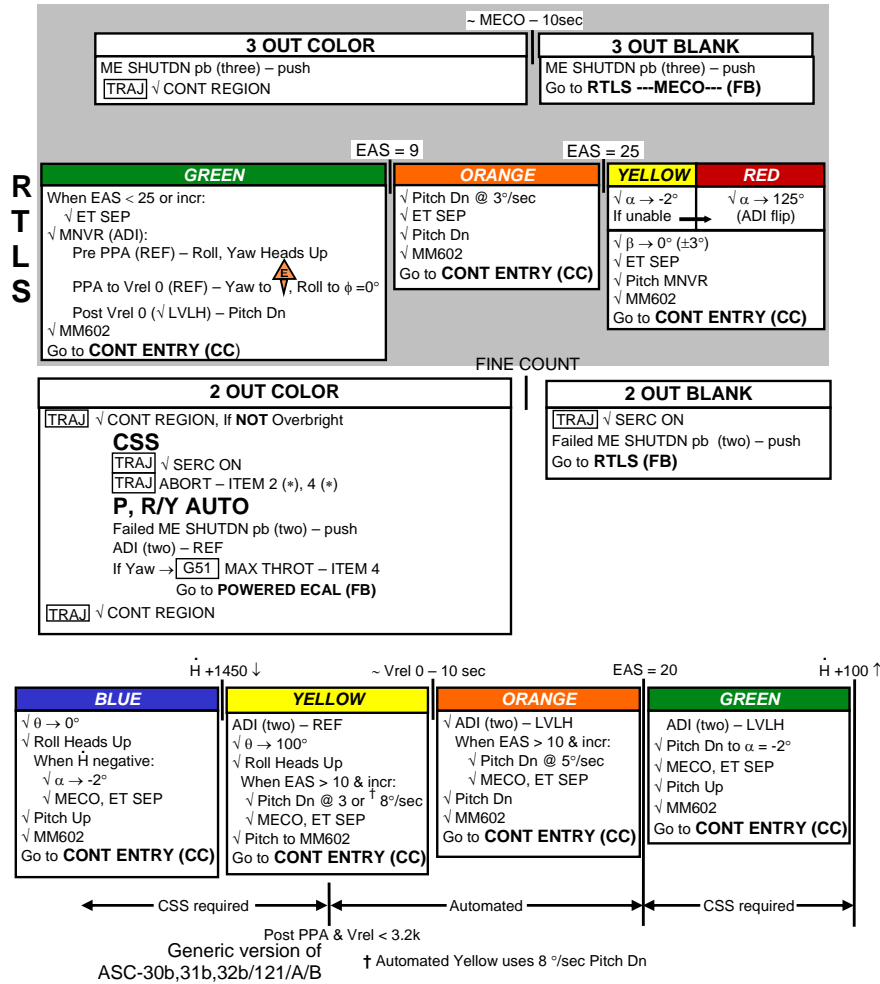 ~ MECO – 10sec
3 OUT COLOR
ME SHUTDN pb (three) – push
TRAJ √ CONT REGION
3 OUT BLANK
ME SHUTDN pb (three) – push
Go to RTLS ---MECO--- (FB)
RTLS
EAS = 9
EAS = 25
GREEN
When EAS < 25 or incr:
√ ET SEP
√ MNVR (ADI):
Pre PPA (REF) – Roll, Yaw Heads Up
PPA to Vrel 0 (REF) – Yaw to E, Roll to ϕ =0°
Post Vrel 0 (√ LVLH) – Pitch Dn
√ MM602
Go to CONT ENTRY (CC)
ORANGE
√ Pitch Dn @ 3°/sec
√ ET SEP
√ Pitch Dn
√ MM602
Go to CONT ENTRY (CC)
YELLOW
√ α → -2°
If unable
RED
√ α → 125°
(ADI flip)
√ β → 0° (±3°)
√ ET SEP
√ Pitch MNVR
√ MM602
Go to CONT ENTRY (CC)
FINE COUNT
2 OUT COLOR
TRAJ √ CONT REGION, If NOT Overbright
CSS
TRAJ √ SERC ON
TRAJ ABORT – ITEM 2 (∗), 4 (∗)
P, R/Y AUTO
Failed ME SHUTDN pb (two) – push
ADI (two) – REF
If Yaw → G51 MAX THROT – ITEM 4
Go to POWERED ECAL (FB)
TRAJ √ CONT REGION
2 OUT BLANK
TRAJ √ SERC ON
Failed ME SHUTDN pb (two) – push
Go to RTLS (FB)
Ḣ +1450 ↓
~ Vrel 0 – 10 sec
EAS = 20
Ḣ +100 ↑
BLUE
√ θ → 0°
√ Roll Heads Up
When Ḣ negative:
√ α → -2°
√ MECO, ET SEP
√ Pitch Up
√ MM602
Go to CONT ENTRY (CC)
YELLOW
ADI (two) – REF
√ θ → 100°
√ Roll Heads Up
When EAS > 10 & incr:
√ Pitch Dn @ 3 or † 8°/sec
√ MECO, ET SEP
√ Pitch to MM602
Go to CONT ENTRY (CC)
ORANGE
√ ADI (two) – LVLH
When EAS > 10 & incr:
√ Pitch Dn @ 5°/sec
√ MECO, ET SEP
√ Pitch Dn
√ MM602
Go to CONT ENTRY (CC)
GREEN
ADI (two) – LVLH
√ Pitch Dn to α = -2°
√ MECO, ET SEP
√ Pitch Up
√ MM602
Go to CONT ENTRY (CC)
CSS required
Automated
CSS required
Post PPA & Vrel < 3.2k
Generic version of
ASC-30b,31b,32b/121/A/B
† Automated Yellow uses 8 °/sec Pitch Dn